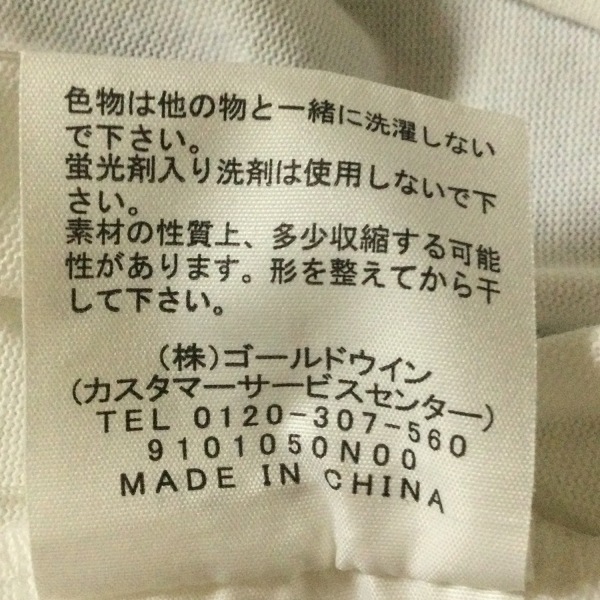 色物は他の物と一緒に洗濯しない
で下さい。
蛍光剤入り洗剤は使用しないで下
さい。
素材の性質上、多少収縮する可能
性があります。形を整えてから干
して下さい。
(株)ゴールドウイン
(カスタマーサービスセンター)
TEL 0120-307-560
9101050N00
MADE IN CHINA